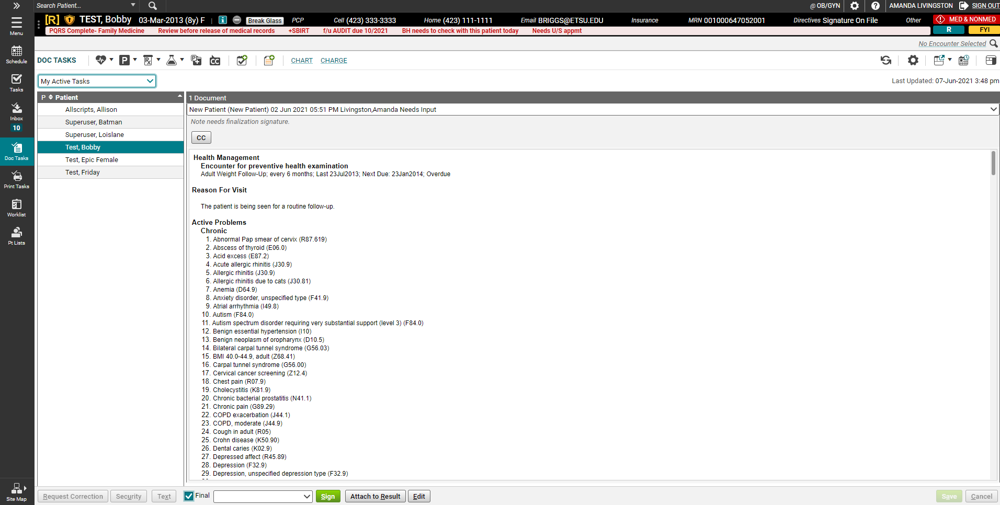 Search Patient...
@ OB/GYN
AMANDA LIVINGSTON
SIGN OUT
Menu
Schedule
Tasks
Inbox
10
Doc Tasks
Print Tasks
Worklist
Pt Lists
Site Map
[R] TEST, Bobby 03-Mar-2013 (8y) F | Break Glass PCP Cell (423) 333-3333 Home (423) 111-1111 Email BRIGGS@ETSU.EDU Insurance MRN 001000647052001 Directives Signature On File Other MED & NONMED
PQRS Complete- Family Medicine Review before release of medical records +SBIRT f/u AUDIT due 10/2021 BH needs to check with this patient today Needs U/S appmt R FYI
No Encounter Selected
DOC TASKS P Rx P CC CHART CHARGE
My Active Tasks
Last Updated: 07-Jun-2021 3:48 pm
P Patient
Allscripts, Allison
Superuser, Batman
Superuser, Loislane
Test, Bobby
Test, Epic Female
Test, Friday
1 Document
New Patient (New Patient) 02 Jun 2021 05:51 PM Livingston,Amanda Needs Input
Note needs finalization signature.
CC
Health Management
Encounter for preventive health examination
Adult Weight Follow-Up; every 6 months; Last 23Jul2013; Next Due: 23Jan2014; Overdue
Reason For Visit
The patient is being seen for a routine follow-up.
Active Problems
Chronic
1. Abnormal Pap smear of cervix (R87.619)
2. Abscess of thyroid (E06.0)
3. Acid excess (E87.2)
4. Acute allergic rhinitis (J30.9)
5. Allergic rhinitis (J30.9)
6. Allergic rhinitis due to cats (J30.81)
7. Anemia (D64.9)
8. Anxiety disorder, unspecified type (F41.9)
9. Atrial arrhythmia (I49.8)
10. Autism (F84.0)
11. Autism spectrum disorder requiring very substantial support (level 3) (F84.0)
12. Benign essential hypertension (I10)
13. Benign neoplasm of oropharynx (D10.5)
14. Bilateral carpal tunnel syndrome (G56.03)
15. BMI 40.0-44.9, adult (Z68.41)
16. Carpal tunnel syndrome (G56.00)
17. Cervical cancer screening (Z12.4)
18. Chest pain (R07.9)
19. Cholecystitis (K81.9)
20. Chronic bacterial prostatitis (N41.1)
21. Chronic pain (G89.29)
22. COPD exacerbation (J44.1)
23. COPD, moderate (J44.9)
24. Cough in adult (R05)
25. Crohn disease (K50.90)
26. Dental caries (K02.9)
27. Depressed affect (R45.89)
28. Depression (F32.9)
29. Depression, unspecified depression type (F32.9)
Request Correction Security Text Final Sign Attach to Result Edit Save Cancel